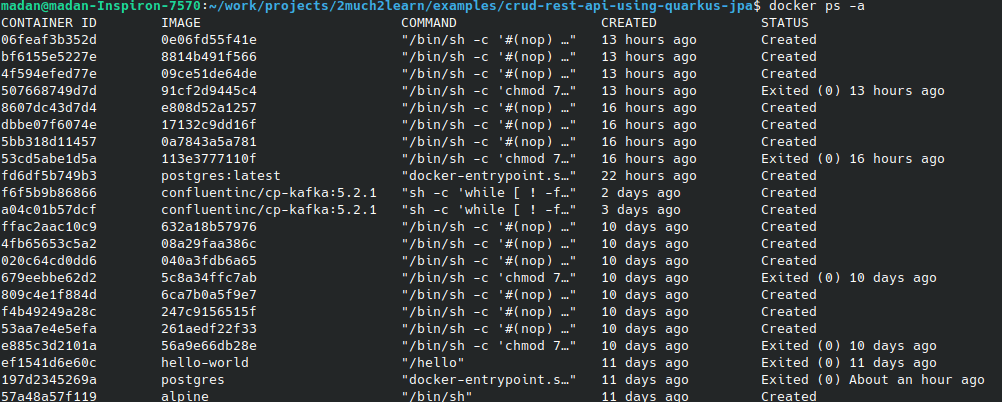 madan@madan-Inspiron-7570:~/work/projects/2much2learn/examples/crud-rest-api-using-quarkus-jpa$ docker ps -a
CONTAINER ID IMAGE COMMAND CREATED STATUS
06feaf3b352d 0e06fd55f41e "/bin/sh -c '#(nop) …" 13 hours ago Created
bf6155e5227e 8814b491f566 "/bin/sh -c '#(nop) …" 13 hours ago Created
4f594efed77e 09ce51de64de "/bin/sh -c '#(nop) …" 13 hours ago Created
507668749d7d 91cf2d9445c4 "/bin/sh -c 'chmod 7…" 13 hours ago Exited (0) 13 hours ago
8607dc43d7d4 e808d52a1257 "/bin/sh -c '#(nop) …" 16 hours ago Created
dbbe07f6074e 17132c9dd16f "/bin/sh -c '#(nop) …" 16 hours ago Created
5bb318d11457 0a7843a5a781 "/bin/sh -c '#(nop) …" 16 hours ago Created
53cd5abe1d5a 113e3777110f "/bin/sh -c 'chmod 7…" 16 hours ago Exited (0) 16 hours ago
fd6df5b749b3 postgres:latest "docker-entrypoint.s…" 22 hours ago Created
f6f5b9b86866 confluentinc/cp-kafka:5.2.1 "sh -c 'while [ ! -f…" 2 days ago Created
a04c01b57dcf confluentinc/cp-kafka:5.2.1 "sh -c 'while [ ! -f…" 3 days ago Created
ffac2aac10c9 632a18b57976 "/bin/sh -c '#(nop) …" 10 days ago Created
4fb65653c5a2 08a29faa386c "/bin/sh -c '#(nop) …" 10 days ago Created
020c64cd0dd6 040a3fdb6a65 "/bin/sh -c '#(nop) …" 10 days ago Created
679eebbe62d2 5c8a34ffc7ab "/bin/sh -c 'chmod 7…" 10 days ago Exited (0) 10 days ago
809c4e1f884d 6ca7b0a5f9e7 "/bin/sh -c '#(nop) …" 10 days ago Created
f4b49249a28c 247c9156515f "/bin/sh -c '#(nop) …" 10 days ago Created
53aa7e4e5efa 261aedf22f33 "/bin/sh -c '#(nop) …" 10 days ago Created
e885c3d2101a 56a9e66db28e "/bin/sh -c 'chmod 7…" 10 days ago Exited (0) 10 days ago
ef1541d6e60c hello-world "/hello" 11 days ago Exited (0) 11 days ago
197d2345269a postgres "docker-entrypoint.s…" 11 days ago Exited (0) About an hour ago
57a48a57f119 alpine "/bin/sh" 11 days ago Created